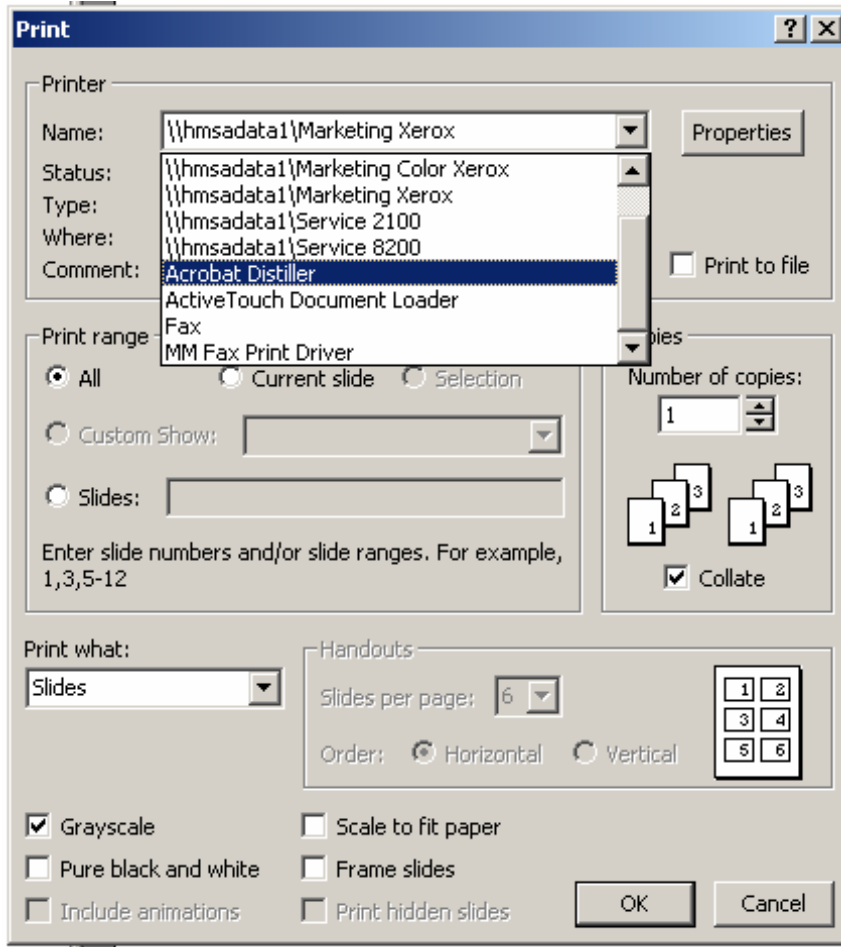 Print
Printer
Name:
\\hmsadata1\Marketing Xerox
Properties
Status:
Type:
Where:
Comment:
\\hmsadata1\Marketing Color Xerox
\\hmsadata1\Marketing Xerox
\\hmsadata1\Service 2100
\\hmsadata1\Service 8200
Acrobat Distiller
ActiveTouch Document Loader
Fax
MM Fax Print Driver
Print to file
Print range
All
Current slide
Selection
Custom Show:
Slides:
Enter slide numbers and/or slide ranges. For example,
1,3,5-12
pies
Number of copies:
1
1 2 3 1 2 3
Collate
Print what:
Slides
Handouts
Slides per page: 6
Order: Horizontal Vertical
1 2
3 4
5 6
Grayscale
Scale to fit paper
Pure black and white
Frame slides
Include animations
Print hidden slides
OK
Cancel